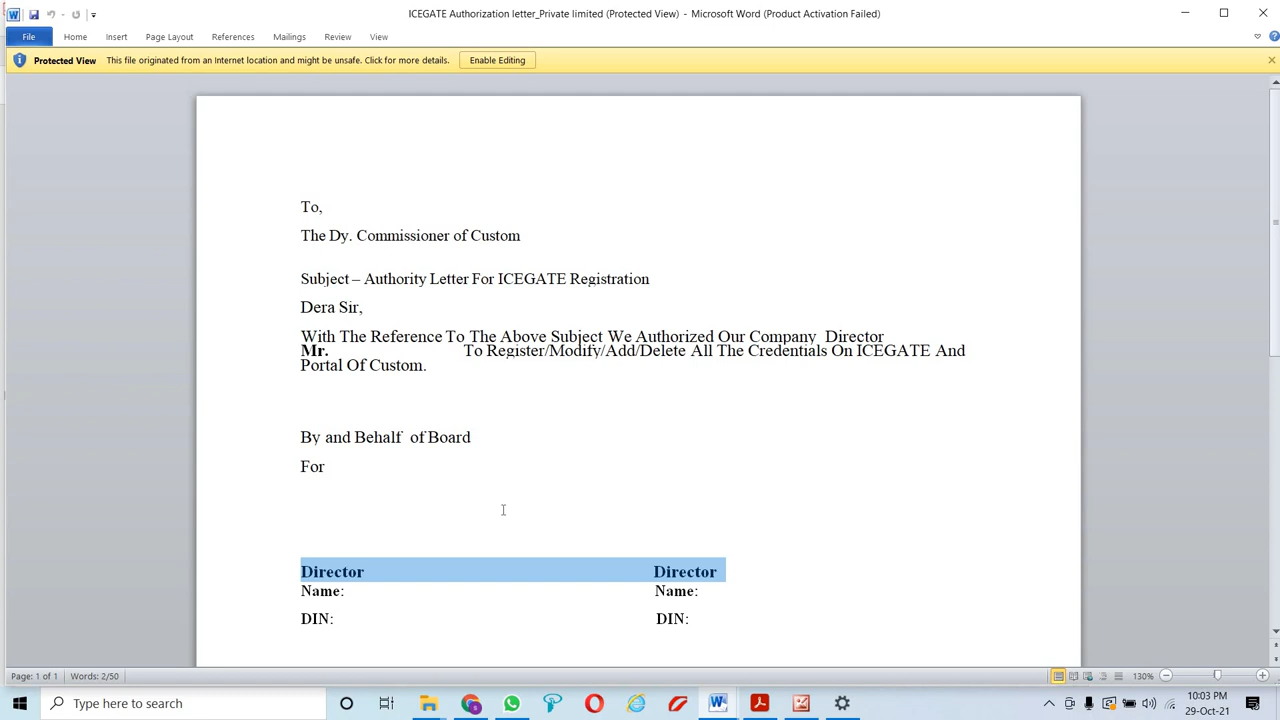 ICEGATE Authorization letter_Private limited (Protected View) - Microsoft Word (Product Activation Failed)
File Home Insert Page Layout References Mailings Review View
Protected View This file originated from an Internet location and might be unsafe. Click for more details. Enable Editing
To,
The Dy. Commissioner of Custom
Subject – Authority Letter For ICEGATE Registration
Dera Sir,
With The Reference To The Above Subject We Authorized Our Company Director
Mr. To Register/Modify/Add/Delete All The Credentials On ICEGATE And
Portal Of Custom.
By and Behalf of Board
For
Director Director
Name: Name:
DIN: DIN:
Page: 1 of 1 Words: 2/50 130%
Type here to search 10:03 PM
29-Oct-21